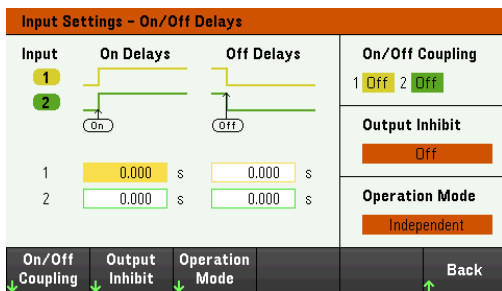 Input Settings - On/Off Delays
Input On Delays Off Delays
1
2
On Off
1 0.000 s 0.000 s
2 0.000 s 0.000 s
On/Off Coupling
1 Off 2 Off
Output Inhibit
Off
Operation Mode
Independent
On/Off Coupling
Output Inhibit
Operation Mode
Back